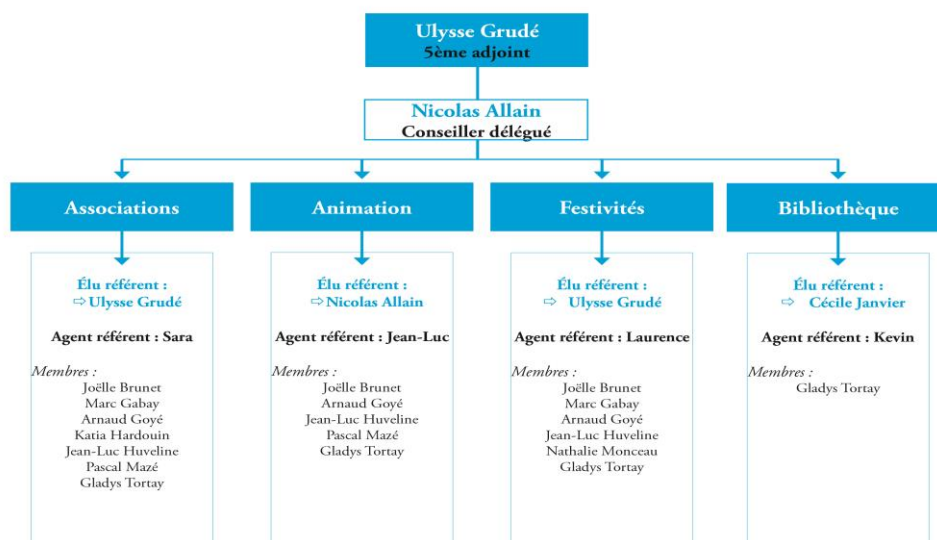 Ulysse Grudé
5ème adjoint
Nicolas Allain
Conseiller délégué
Associations
Élu référent :
⇨ Ulysse Grudé
Agent référent : Sara
Membres :
Joëlle Brunet
Marc Gabay
Arnaud Goyé
Katia Hardouin
Jean-Luc Huveline
Pascal Mazé
Gladys Tortay
Animation
Élu référent :
⇨ Nicolas Allain
Agent référent : Jean-Luc
Membres :
Joëlle Brunet
Arnaud Goyé
Jean-Luc Huveline
Pascal Mazé
Gladys Tortay
Festivités
Élu référent :
⇨ Ulysse Grudé
Agent référent : Laurence
Membres :
Joëlle Brunet
Marc Gabay
Arnaud Goyé
Jean-Luc Huveline
Nathalie Monceau
Gladys Tortay
Bibliothèque
Élu référent :
⇨ Cécile Janvier
Agent référent : Kevin
Membres :
Gladys Tortay